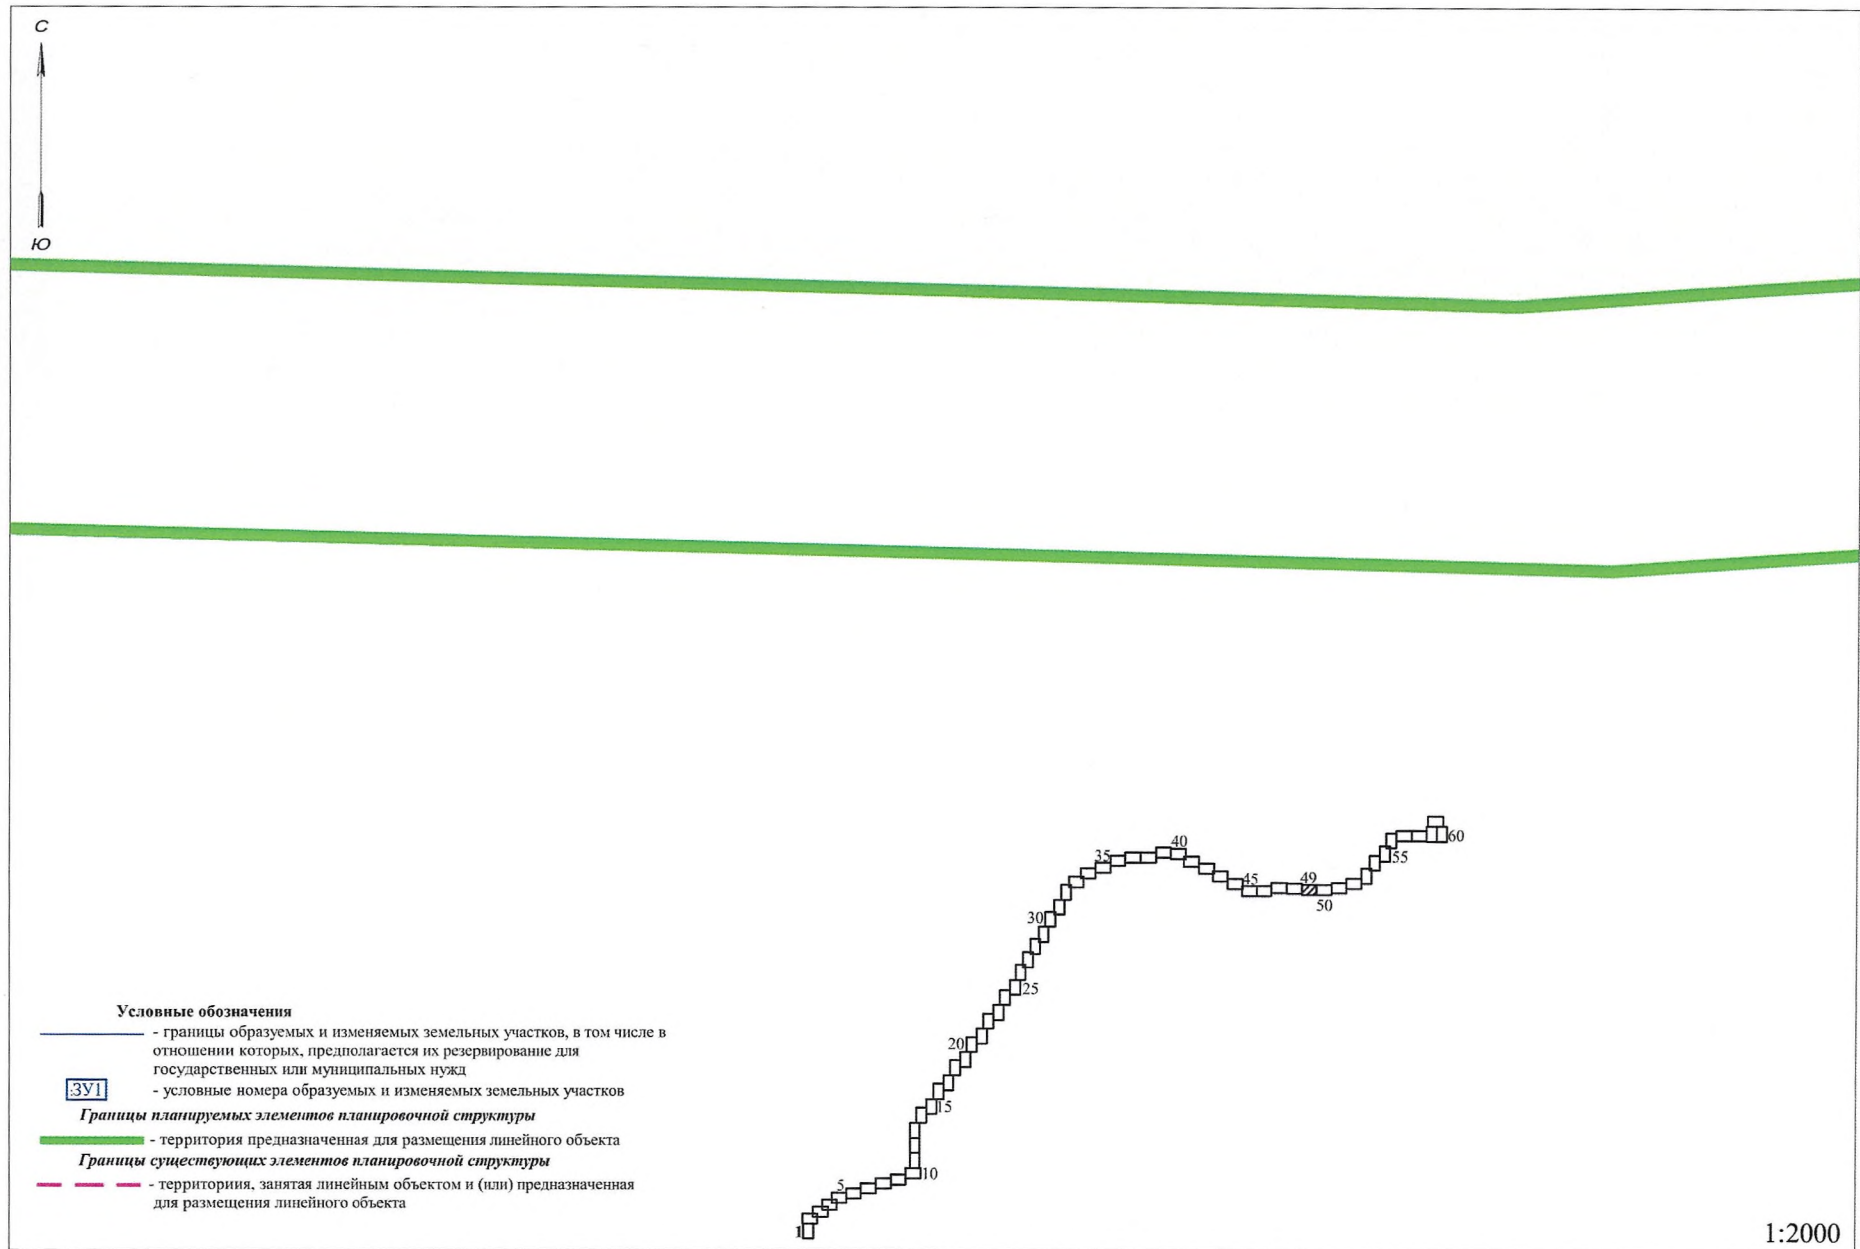 С
Ю
40
35
60
55
45
49
50
30
25
20
15
10
5
1
Условные обозначения
- границы образуемых и изменяемых земельных участков, в том числе в
отношении которых, предполагается их резервирование для
государственных или муниципальных нужд
:ЗУ1 - условные номера образуемых и изменяемых земельных участков
Границы планируемых элементов планировочной структуры
- территория предназначенная для размещения линейного объекта
Границы существующих элементов планировочной структуры
- территориия, занятая линейным объектом и (или) предназначенная
для размещения линейного объекта
1:2000